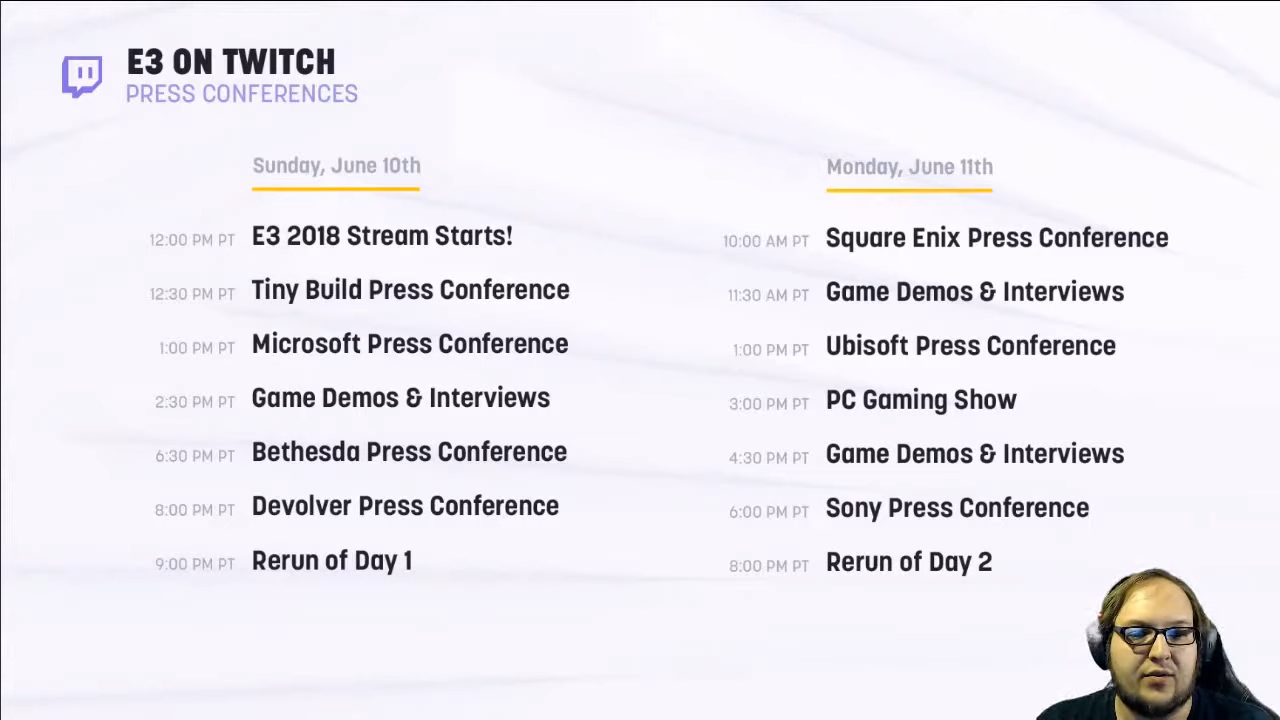 E3 ON TWITCH
PRESS CONFERENCES
Sunday, June 10th
12:00 PM PT E3 2018 Stream Starts!
12:30 PM PT Tiny Build Press Conference
1:00 PM PT Microsoft Press Conference
2:30 PM PT Game Demos & Interviews
6:30 PM PT Bethesda Press Conference
8:00 PM PT Devolver Press Conference
9:00 PM PT Rerun of Day 1
Monday, June 11th
10:00 AM PT Square Enix Press Conference
11:30 AM PT Game Demos & Interviews
1:00 PM PT Ubisoft Press Conference
3:00 PM PT PC Gaming Show
4:30 PM PT Game Demos & Interviews
6:00 PM PT Sony Press Conference
8:00 PM PT Rerun of Day 2